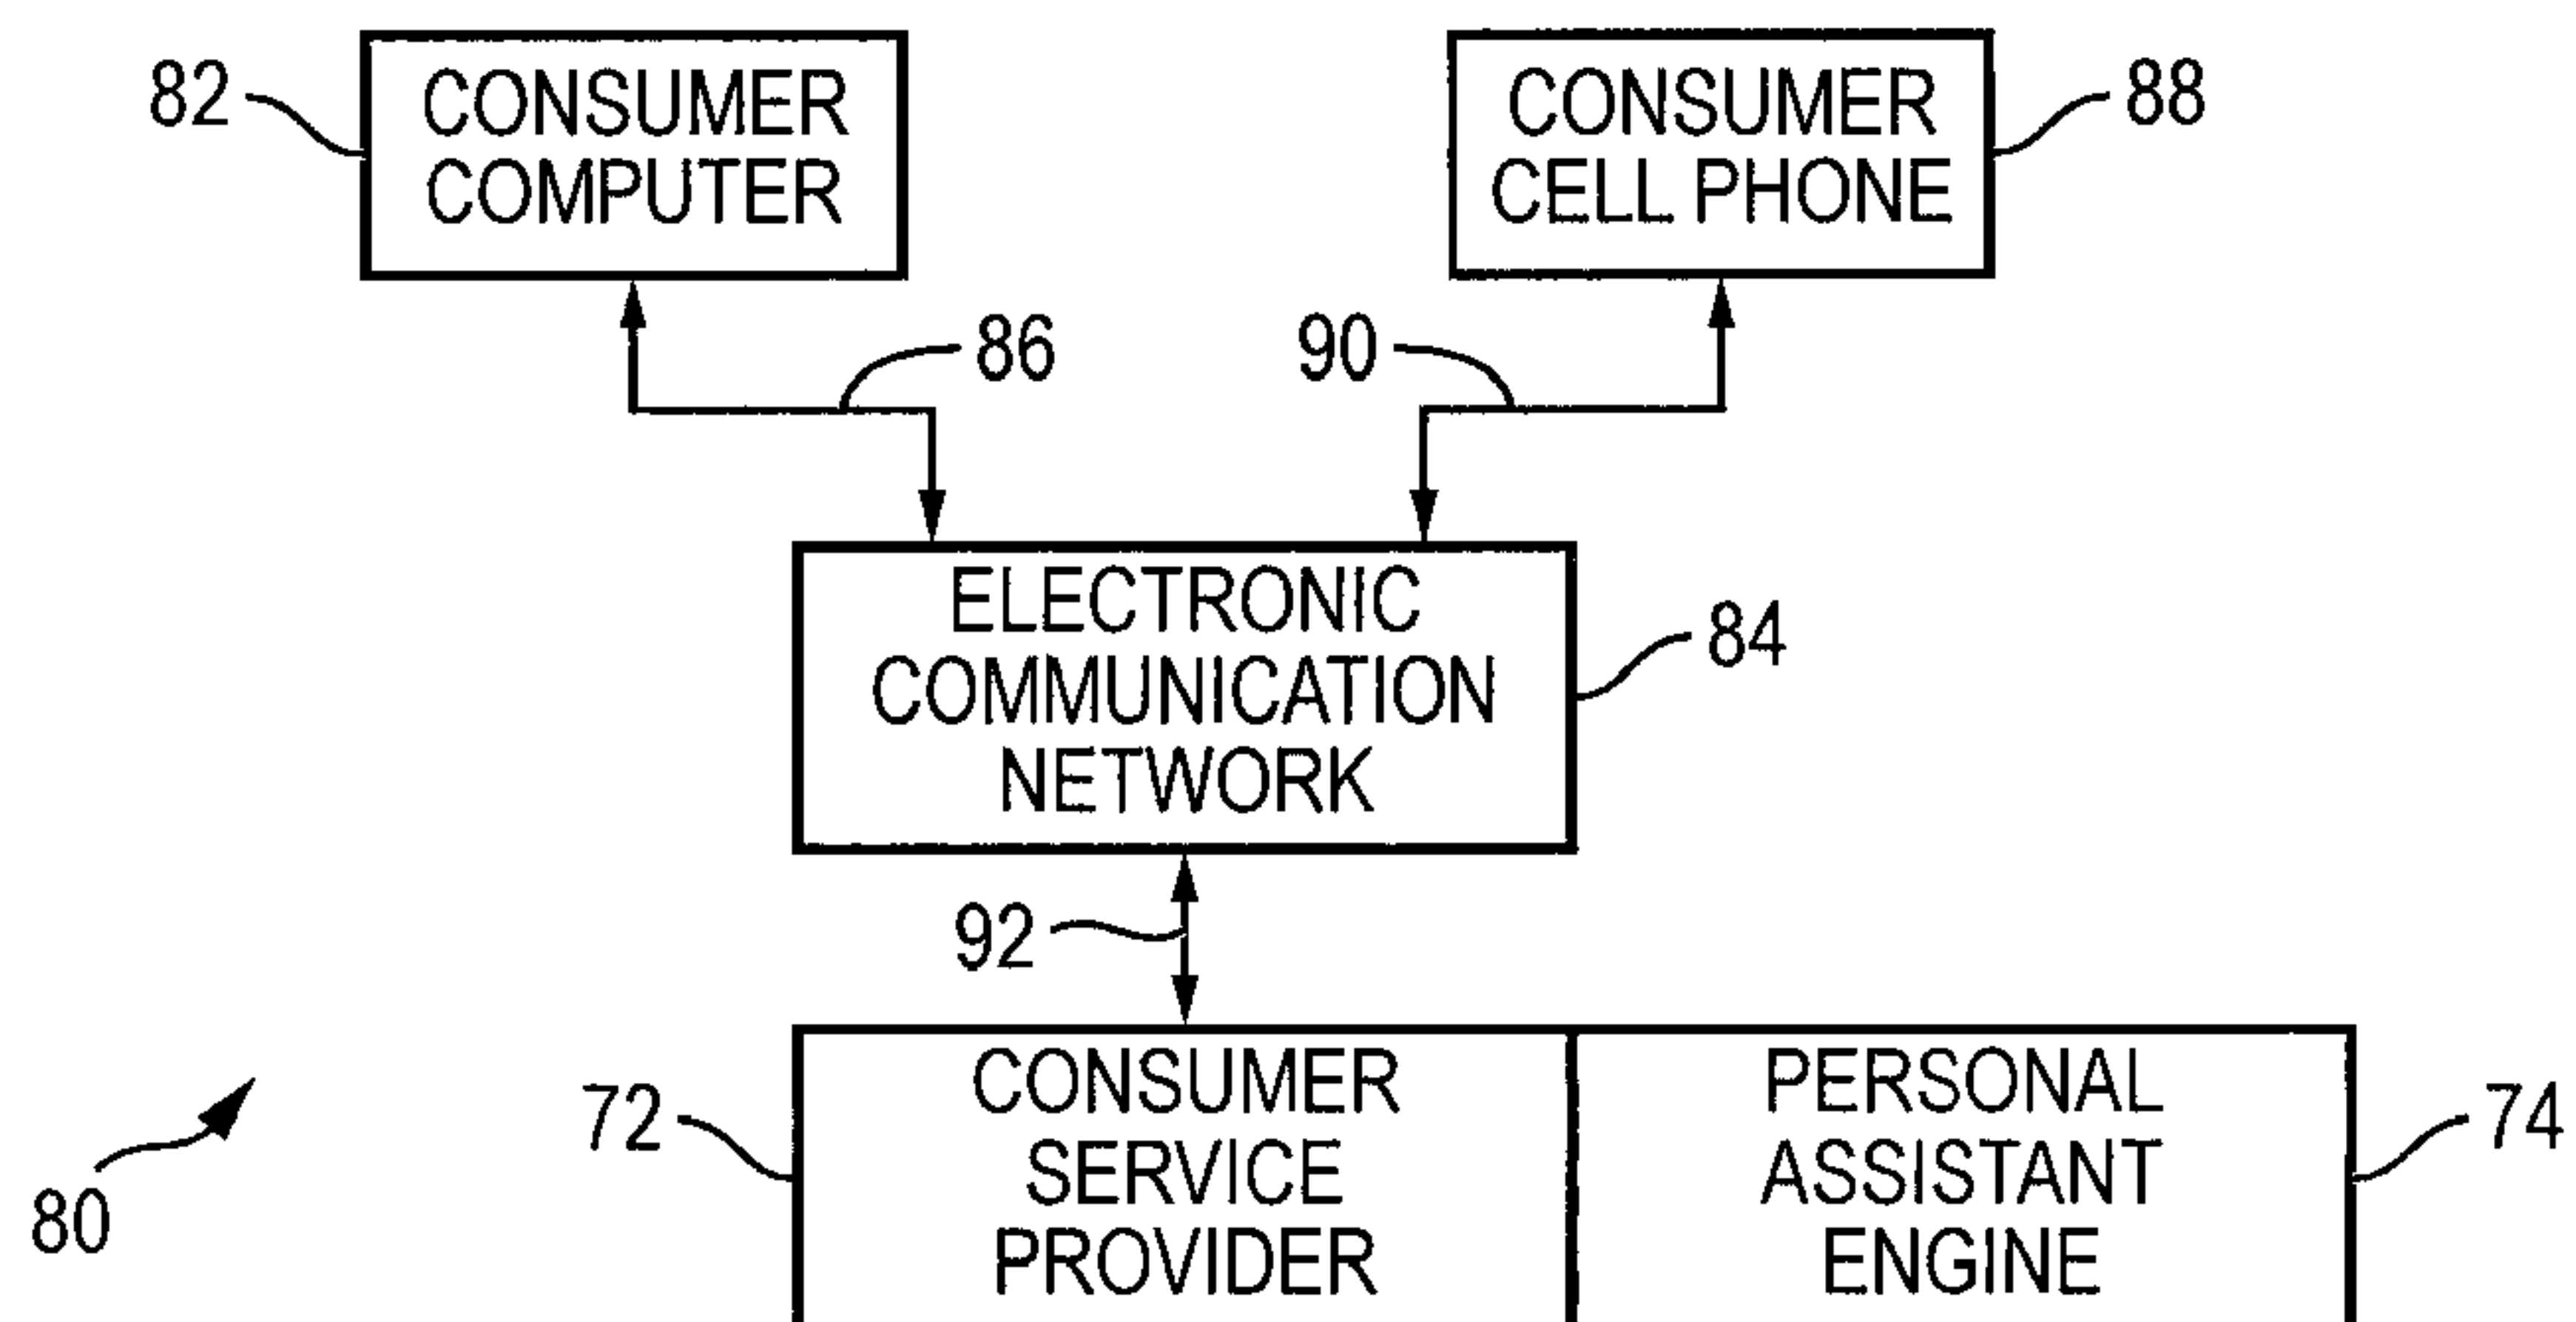 82
CONSUMER
COMPUTER
CONSUMER
CELL PHONE
88
86
90
ELECTRONIC
COMMUNICATION
NETWORK
84
92
72
CONSUMER
SERVICE
PROVIDER
PERSONAL
ASSISTANT
ENGINE
74
80